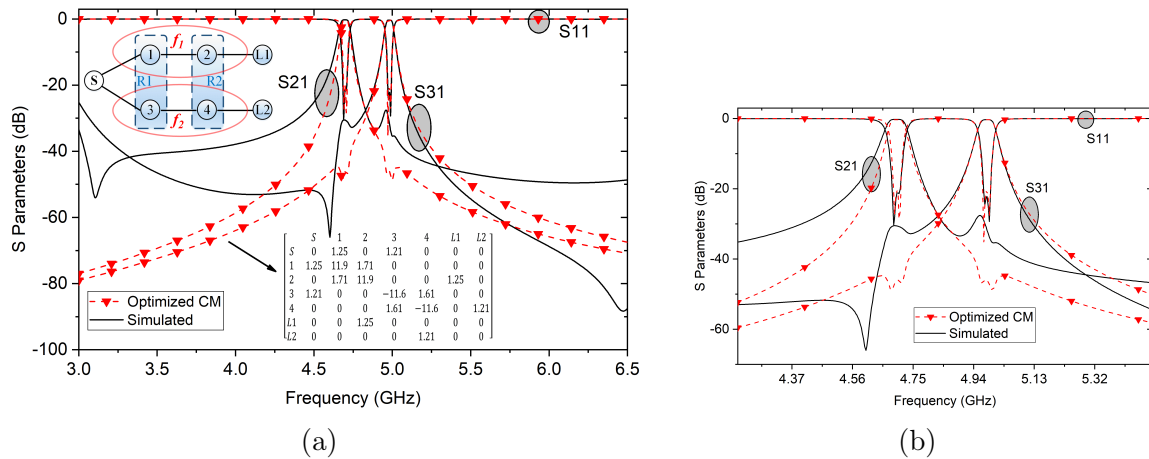 0
-20
-40
-60
-80
-100
S Parameters (dB)
3.0 3.5 4.0 4.5 5.0 5.5 6.0 6.5
Frequency (GHz)
f1
1 2 L1
S
R1 R2
3 4 L2
f2
S21
S31
S11
S 1 2 3 4 L1 L2
S 0 1.25 0 1.21 0 0 0
1 1.25 11.9 1.71 0 0 0 0
2 0 1.71 11.9 0 0 1.25 0
3 1.21 0 0 −11.6 1.61 0 0
4 0 0 0 1.61 −11.6 0 1.21
L1 0 0 1.25 0 0 0 0
L2 0 0 0 0 1.21 0 0
Optimized CM
Simulated
(a)
0
-20
-40
-60
S Parameters (dB)
4.37 4.56 4.75 4.94 5.13 5.32
Frequency (GHz)
S21
S11
S31
Optimized CM
Simulated
(b)